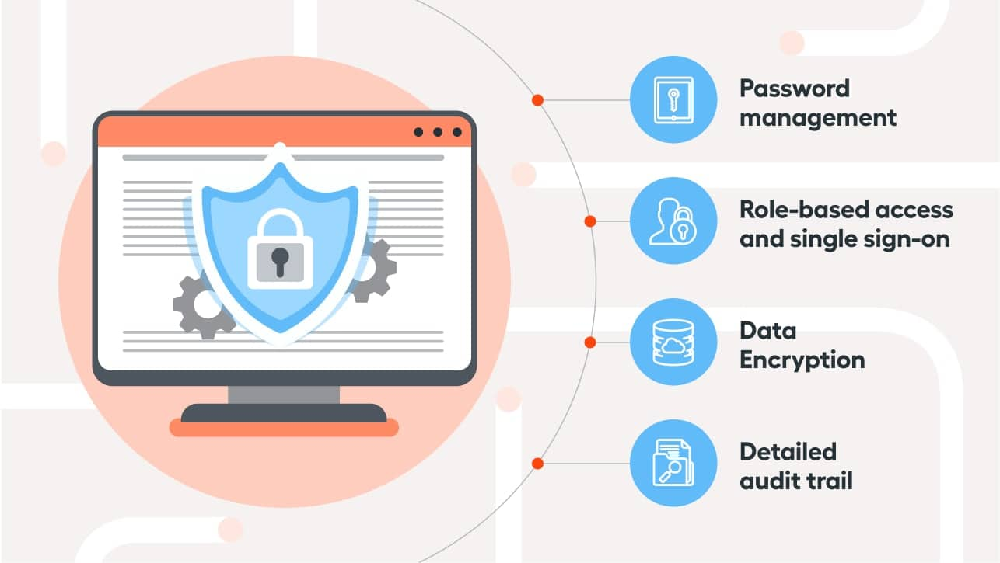 Password
management
Role-based access
and single sign-on
Data
Encryption
Detailed
audit trail